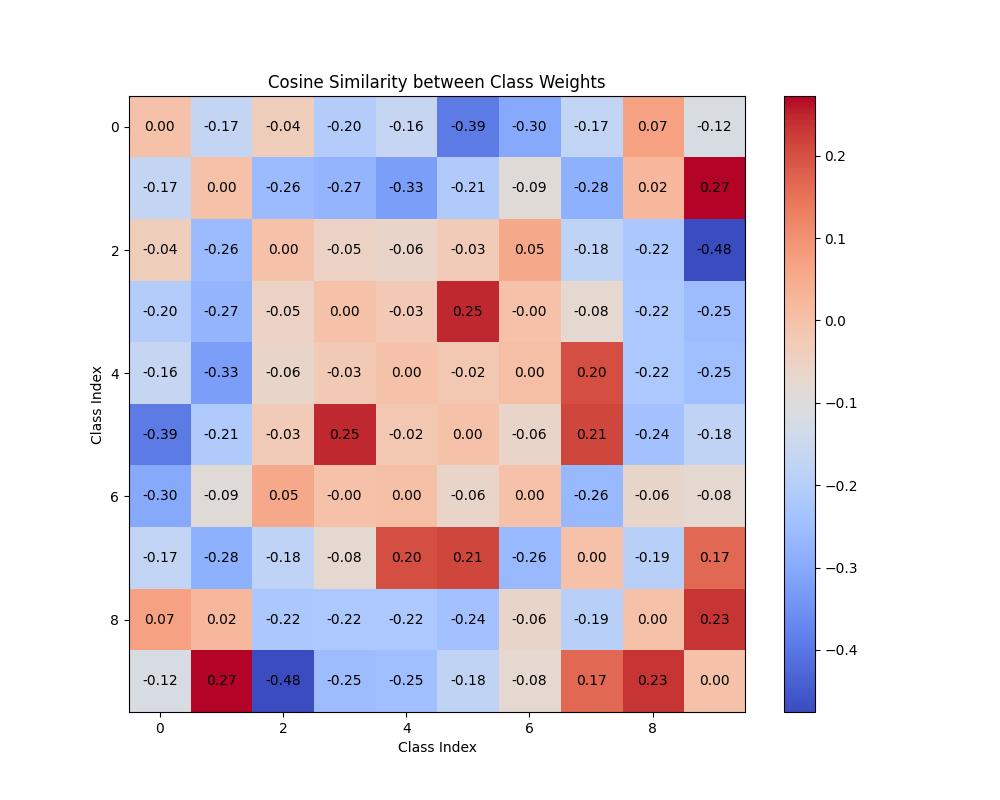 Cosine Similarity between Class Weights
0 0.00 -0.17 -0.04 -0.20 -0.16 -0.39 -0.30 -0.17 0.07 -0.12
-0.17 0.00 -0.26 -0.27 -0.33 -0.21 -0.09 -0.28 0.02 0.27
2 -0.04 -0.26 0.00 -0.05 -0.06 -0.03 0.05 -0.18 -0.22 -0.48
-0.20 -0.27 -0.05 0.00 -0.03 0.25 -0.00 -0.08 -0.22 -0.25
4 -0.16 -0.33 -0.06 -0.03 0.00 -0.02 0.00 0.20 -0.22 -0.25
-0.39 -0.21 -0.03 0.25 -0.02 0.00 -0.06 0.21 -0.24 -0.18
6 -0.30 -0.09 0.05 -0.00 0.00 -0.06 0.00 -0.26 -0.06 -0.08
-0.17 -0.28 -0.18 -0.08 0.20 0.21 -0.26 0.00 -0.19 0.17
8 0.07 0.02 -0.22 -0.22 -0.22 -0.24 -0.06 -0.19 0.00 0.23
-0.12 0.27 -0.48 -0.25 -0.25 -0.18 -0.08 0.17 0.23 0.00
0 2 4 6 8
Class Index
Class Index
0.2
0.1
0.0
−0.1
−0.2
−0.3
−0.4